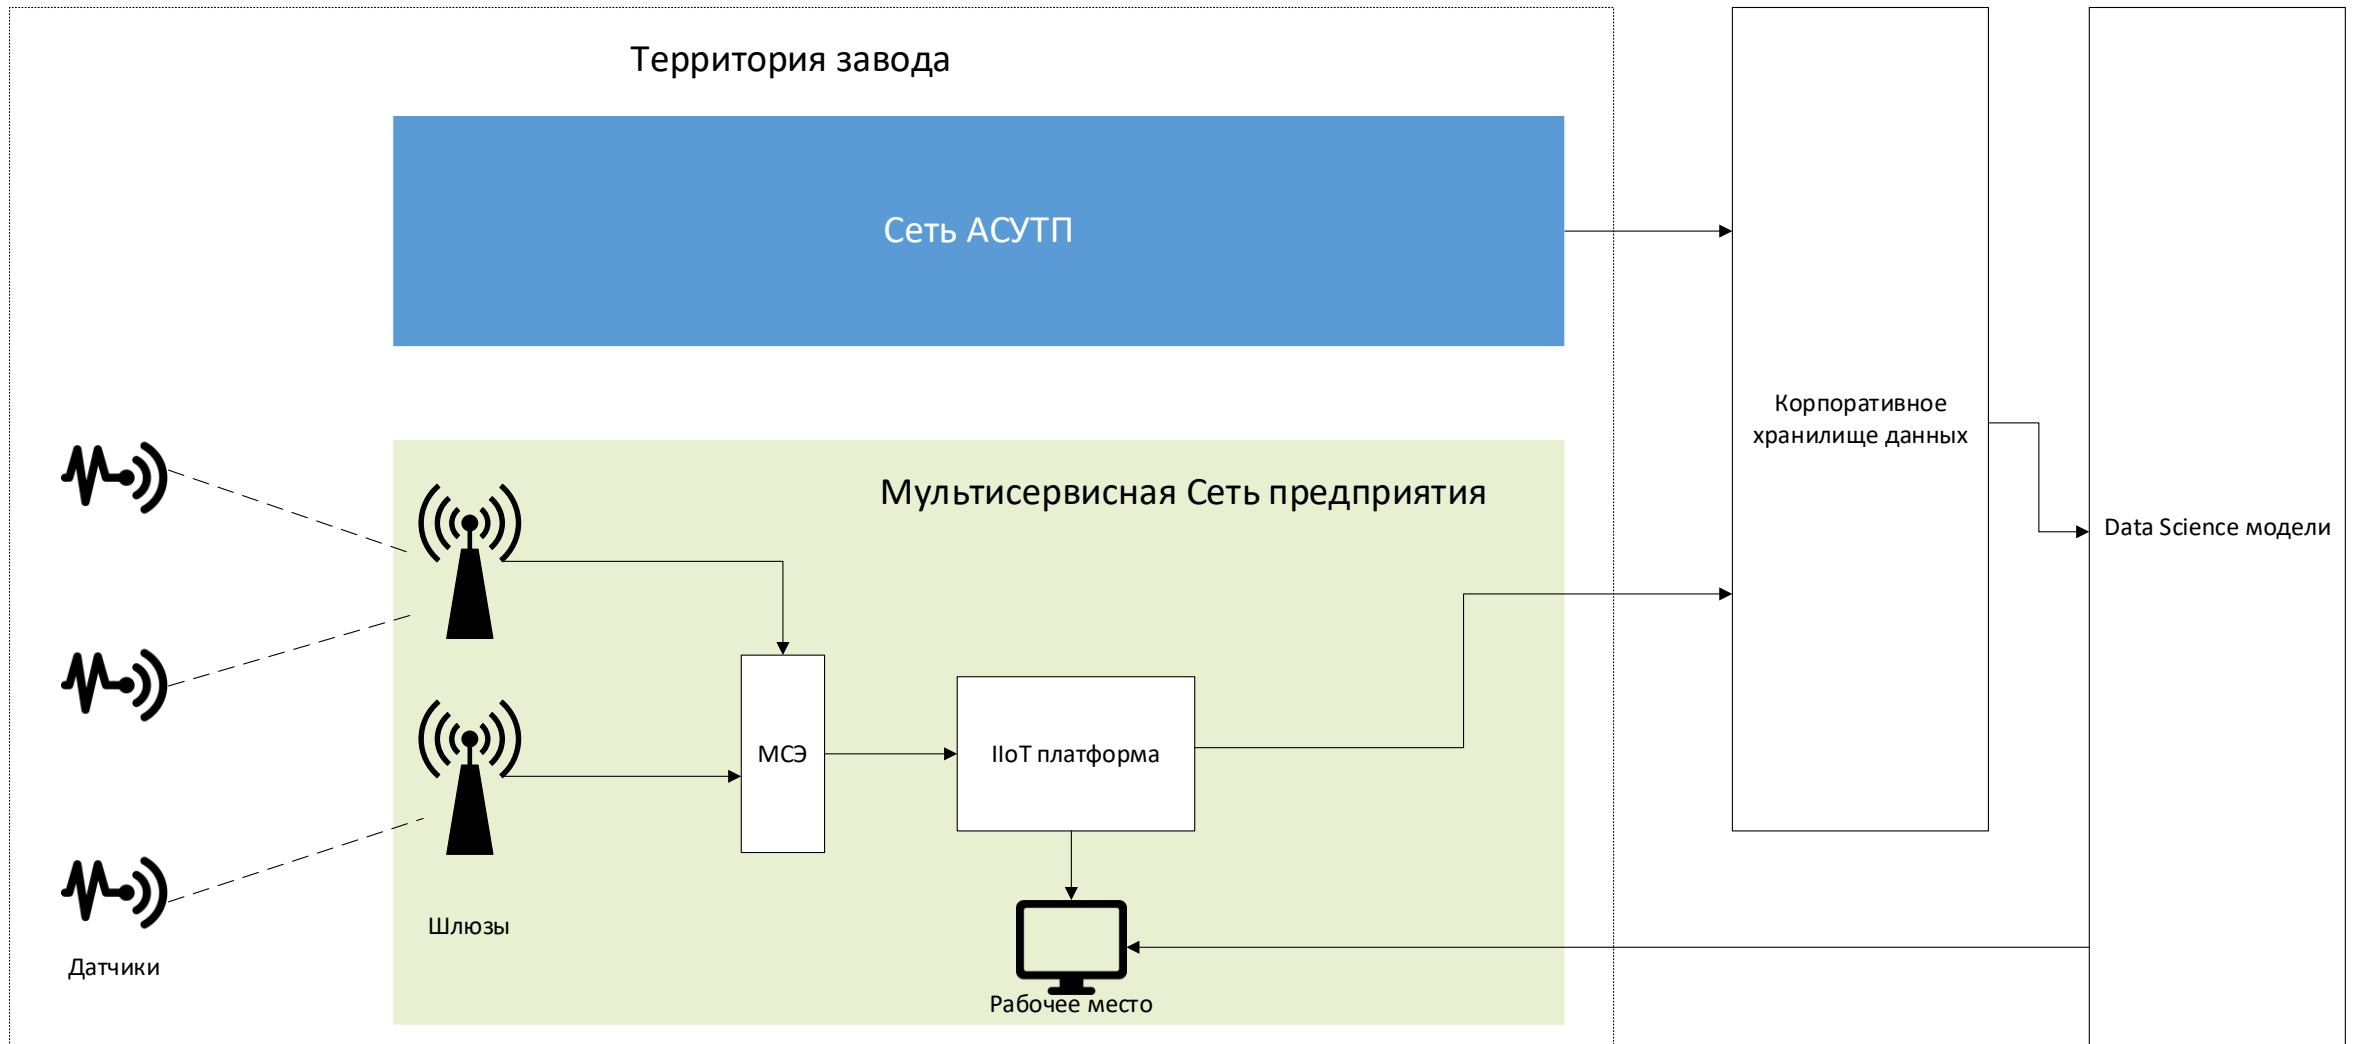 Территория завода
Сеть АСУТП
Корпоративное
хранилище данных
Мультисервисная Сеть предприятия
Data Science модели
МСЭ
IIoT платформа
Шлюзы
Датчики
Рабочее место